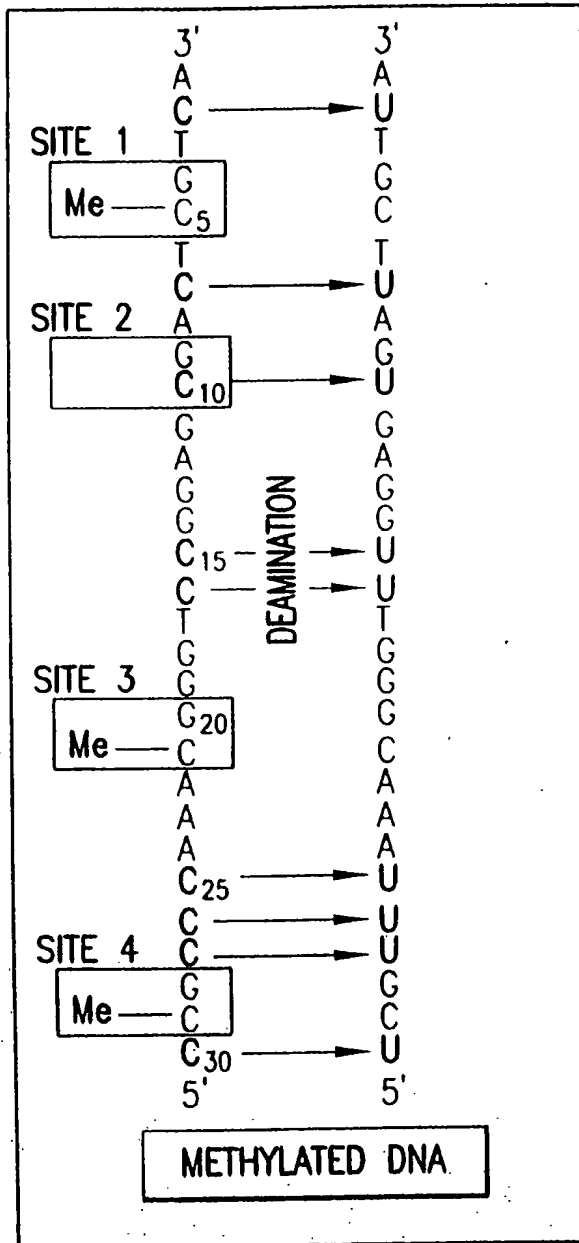 3' 3'
A A
C U
SITE 1
T T
G G
Me C5 C
T T
C U
SITE 2
A A
G G
C10 U
G G
A A
G G
G G
C15 U
DEAMINATION
C U
T T
G G
SITE 3
G G
G20 G
Me C C
A A
A A
A A
C25 U
C U
SITE 4
C U
G G
Me C C
C30 U
5' 5'
METHYLATED DNA